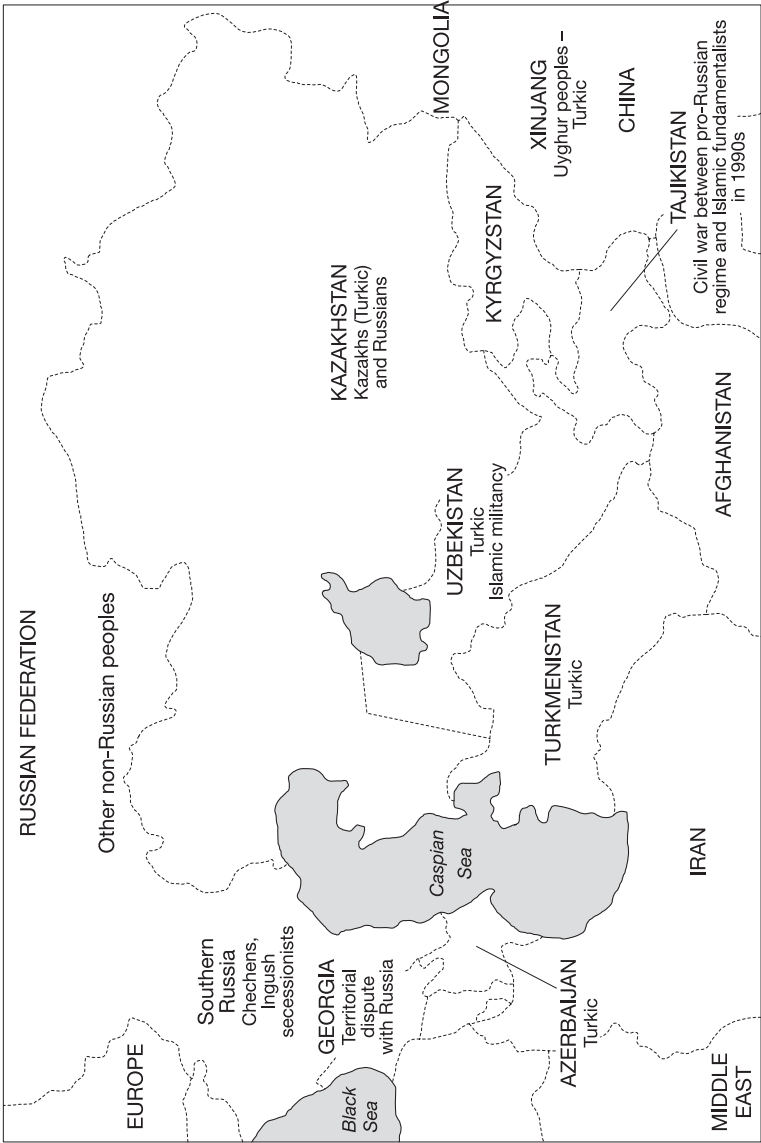 RUSSIAN FEDERATION
Other non-Russian peoples
EUROPE
Southern
Russia
Chechens,
Ingush
secessionists
GEORGIA
Territorial
dispute
with Russia
Black
Sea
Caspian
Sea
KAZAKHSTAN
Kazakhs (Turkic)
and Russians
MONGOLIA
UZBEKISTAN
Turkic
Islamic militancy
KYRGYZSTAN
XINJANG
Uyghur peoples –
Turkic
CHINA
TURKMENISTAN
Turkic
AZERBAIJAN
Turkic
TAJIKISTAN
Civil war between pro-Russian
regime and Islamic fundamentalists
in 1990s
MIDDLE
EAST
IRAN
AFGHANISTAN